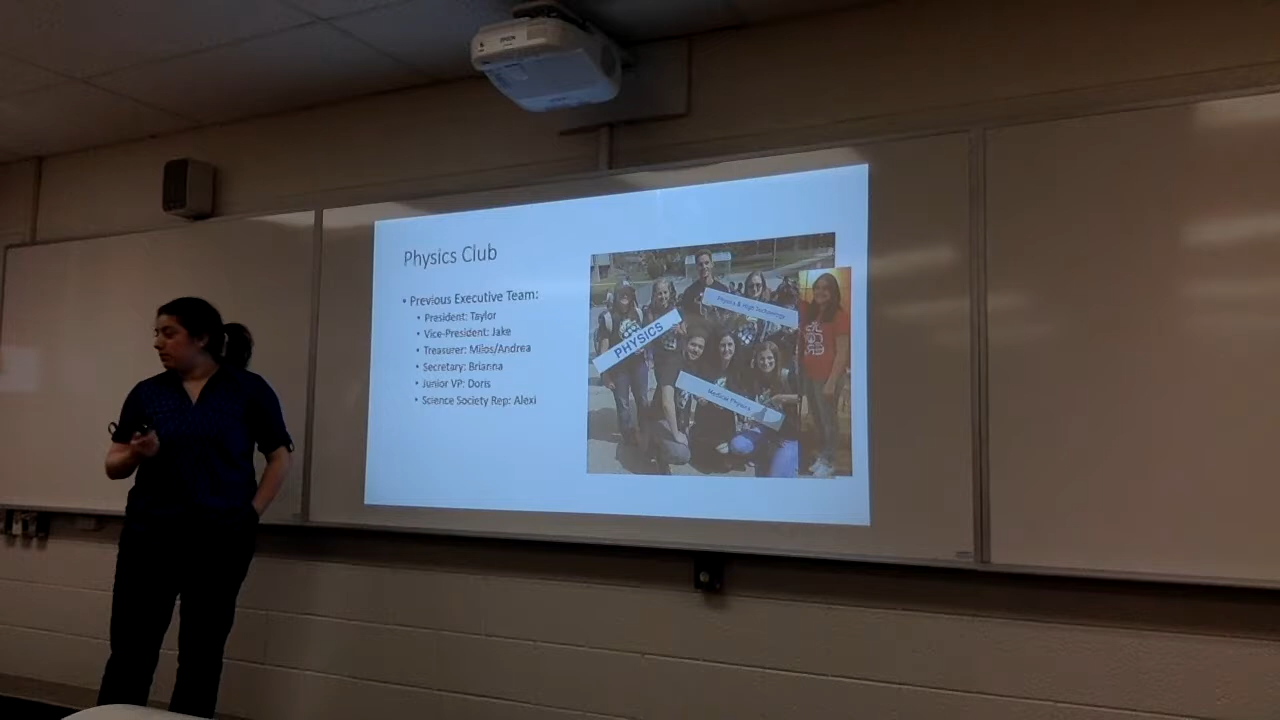 EPSON
Physics Club
• Previous Executive Team:
• President: Taylor
• Vice-President: Jake
• Treasurer: Milos/Andrea
• Secretary: Brianna
• Junior VP: Doris
• Science Society Rep: Alexi
Physics & High Technology
PHYSICS
Medical Physics